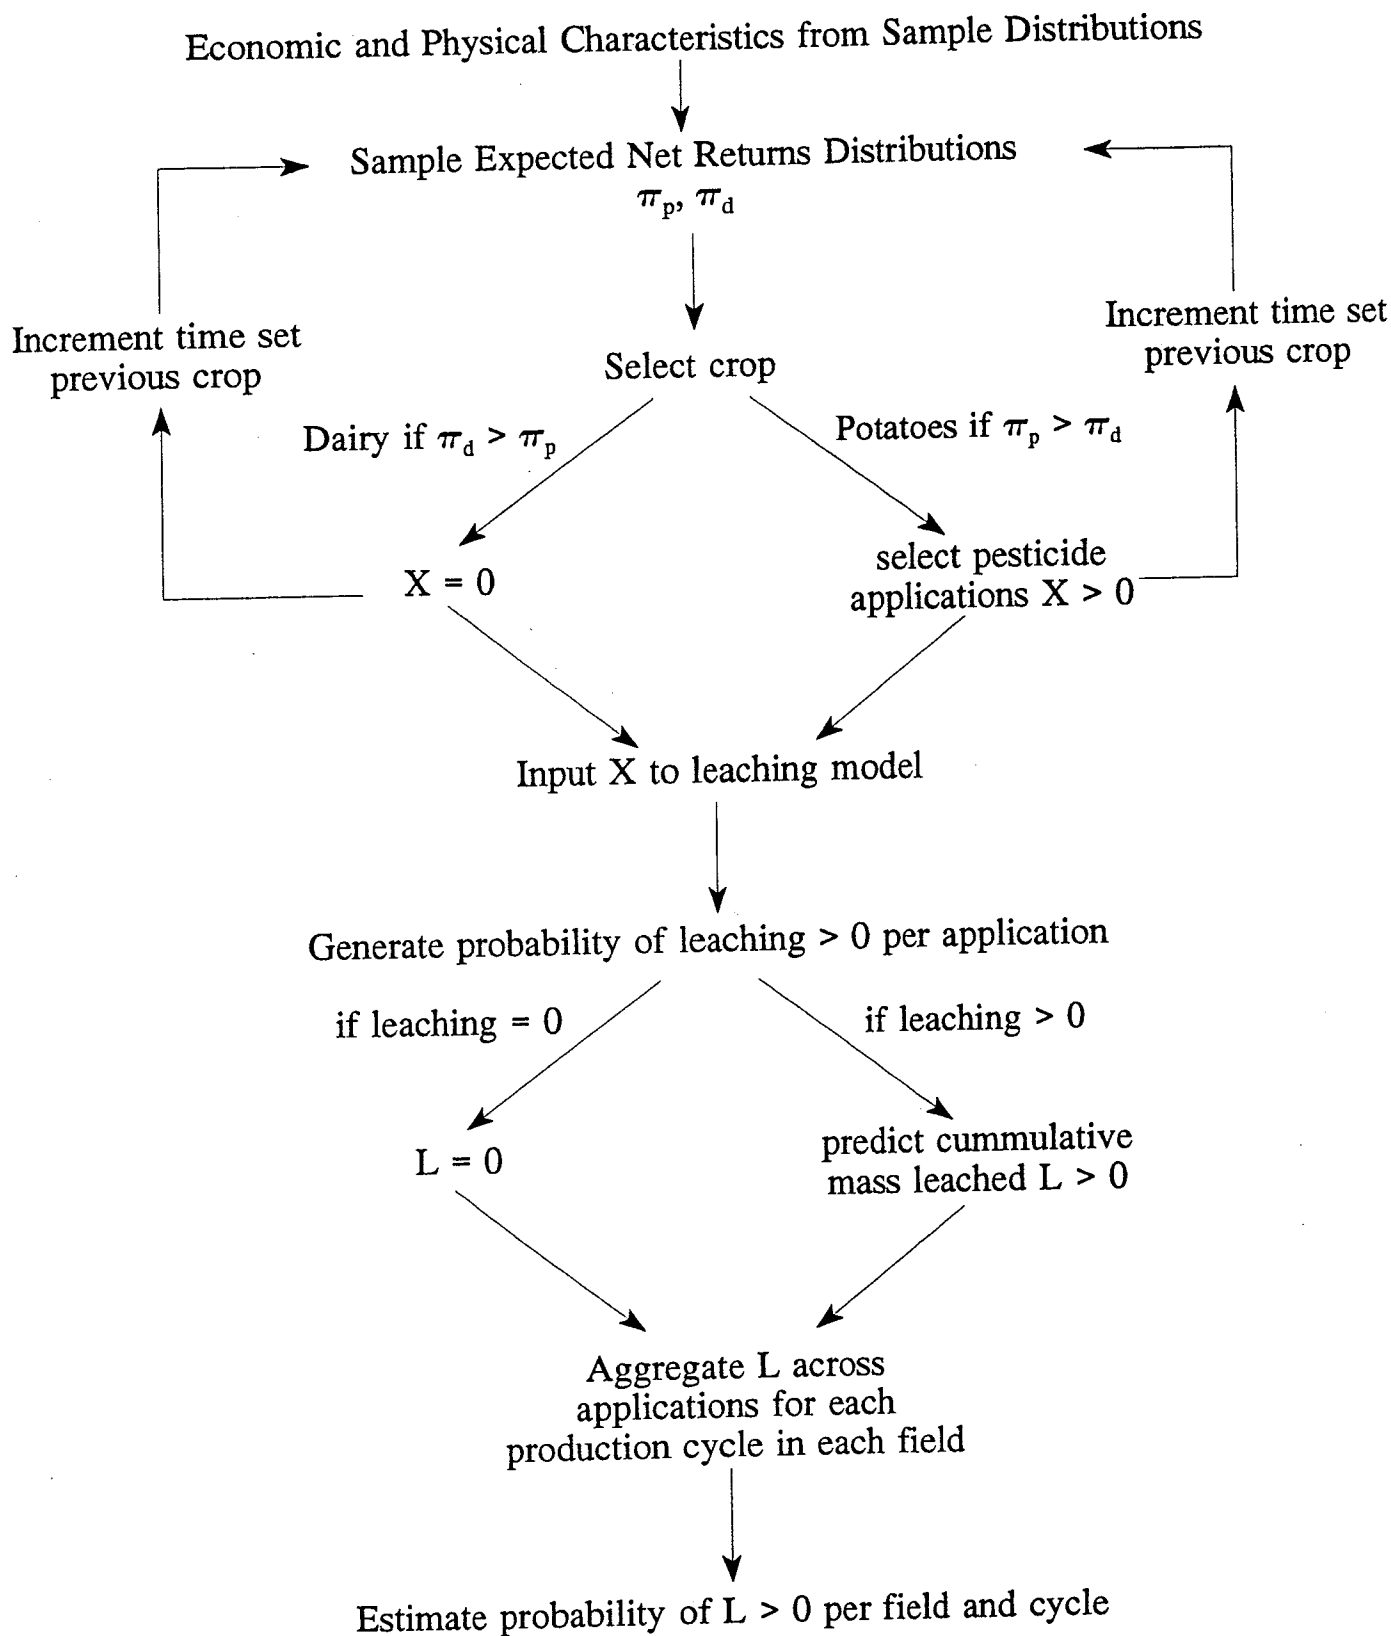 Economic and Physical Characteristics from Sample Distributions
Sample Expected Net Returns Distributions
π_p, π_d
Increment time set
previous crop
Select crop
Increment time set
previous crop
Dairy if π_d > π_p
Potatoes if π_p > π_d
X = 0
select pesticide
applications X > 0
Input X to leaching model
Generate probability of leaching > 0 per application
if leaching = 0
if leaching > 0
L = 0
predict cummulative
mass leached L > 0
Aggregate L across
applications for each
production cycle in each field
Estimate probability of L > 0 per field and cycle